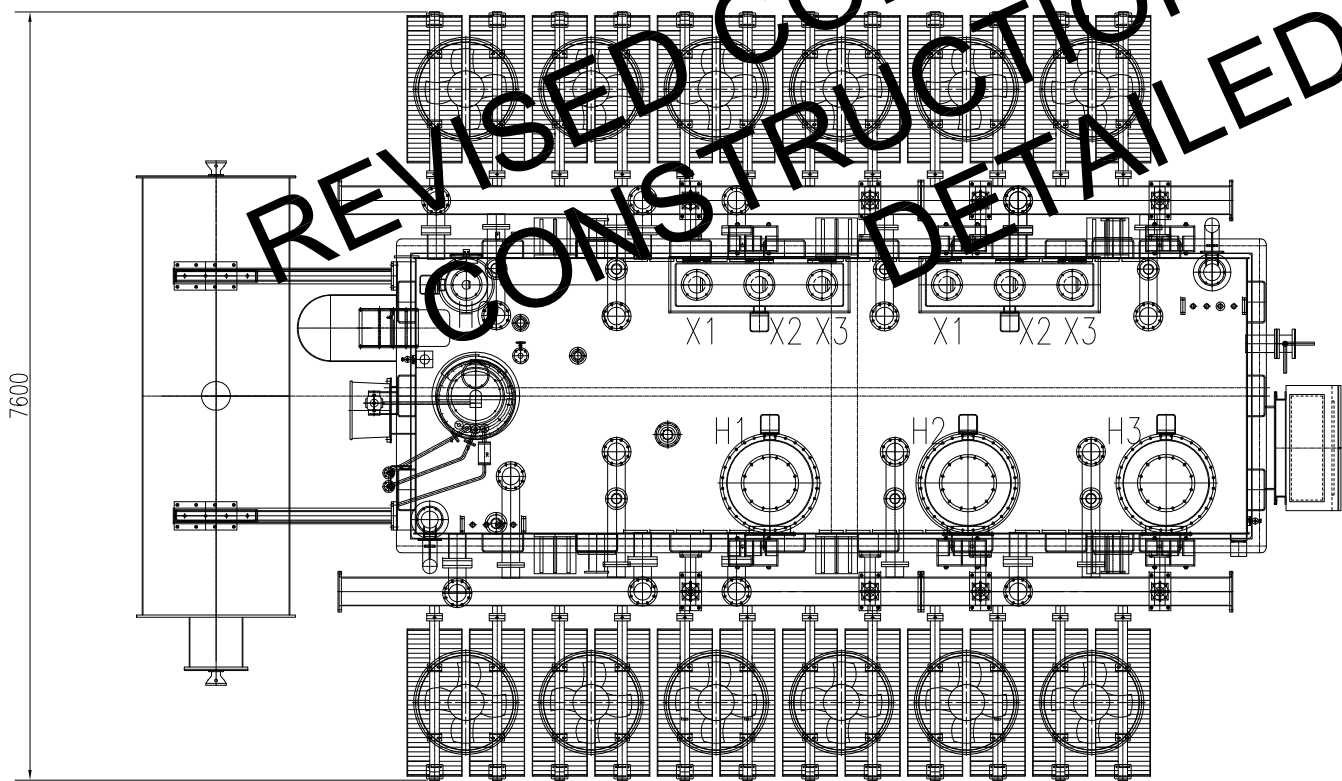 REVISED
CONSTRUCTION
DETAILED
7600
X1 X2 X3 X1 X2 X3
H1 H2 H3